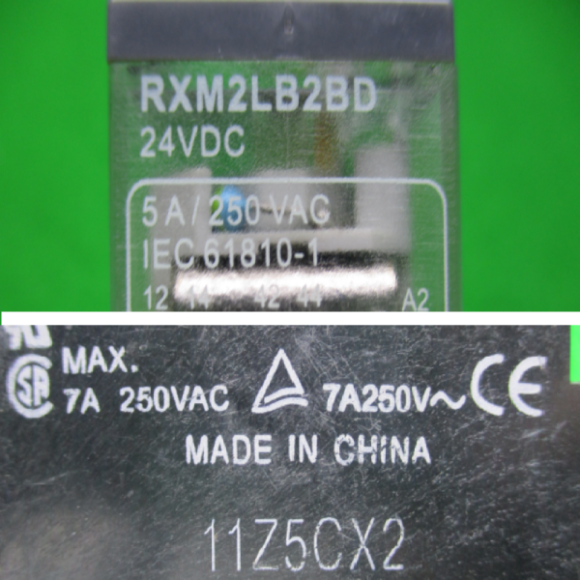 RXM2LB2BD
24VDC
5 A / 250 VAC
IEC 61810-1
12 14 42 44 A2
MAX.
7A 250VAC 7A250V~ CE
MADE IN CHINA
11Z5CX2